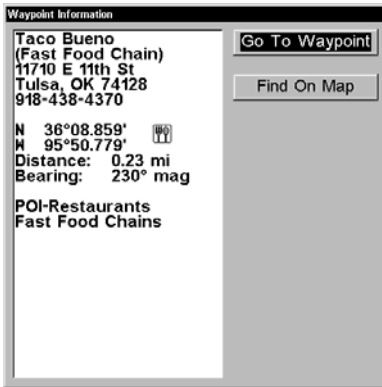 Waypoint Information
Taco Bueno
(Fast Food Chain)
11710 E 11th St
Tulsa, OK 74128
918-438-4370
N 36°08.859'
W 95°50.779'
Distance: 0.23 mi
Bearing: 230° mag
POI-Restaurants
Fast Food Chains
Go To Waypoint
Find On Map